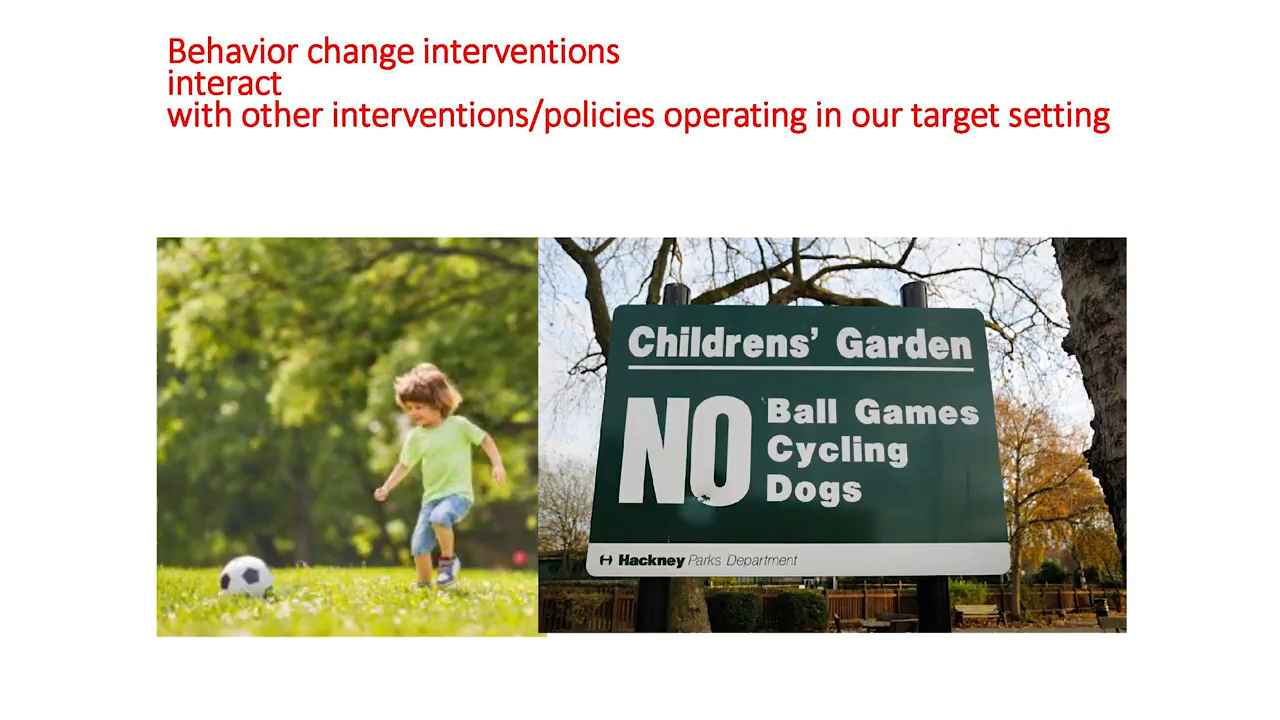 Behavior change interventions
interact
with other interventions/policies operating in our target setting
Childrens' Garden
NO Ball Games
Cycling
Dogs
Hackney Parks Department